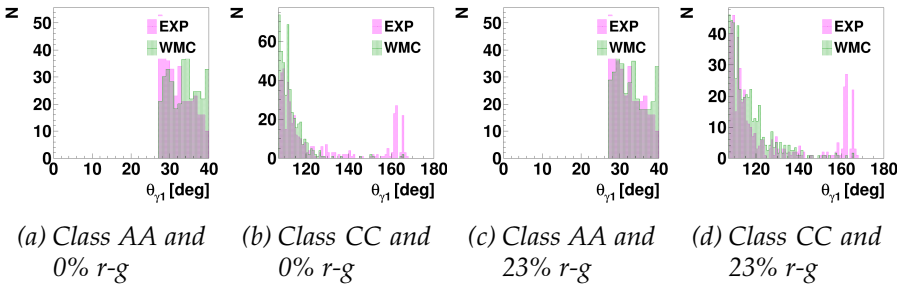 N
50
40
30
20
10
0
0 10 20 30 40
θγ1 [deg]
EXP
WMC
N
60
40
20
0
120 140 160 180
θγ1 [deg]
EXP
WMC
N
50
40
30
20
10
0
0 10 20 30 40
θγ1 [deg]
EXP
WMC
N
40
20
0
120 140 160 180
θγ1 [deg]
EXP
WMC
(a) Class AA and
0% r-g
(b) Class CC and
0% r-g
(c) Class AA and
23% r-g
(d) Class CC and
23% r-g